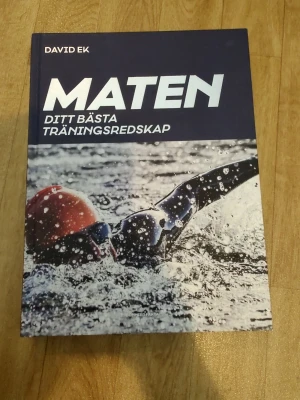 DAVID EK
MATEN
DITT BÄSTA
TRÄNINGSREDSKAP